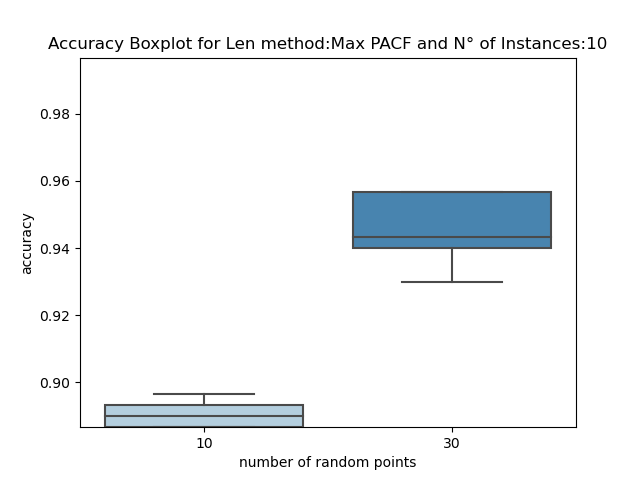 Accuracy Boxplot for Len method:Max PACF and N° of Instances:10
0.98
0.96
0.94
0.92
0.90
accuracy
10 30
number of random points